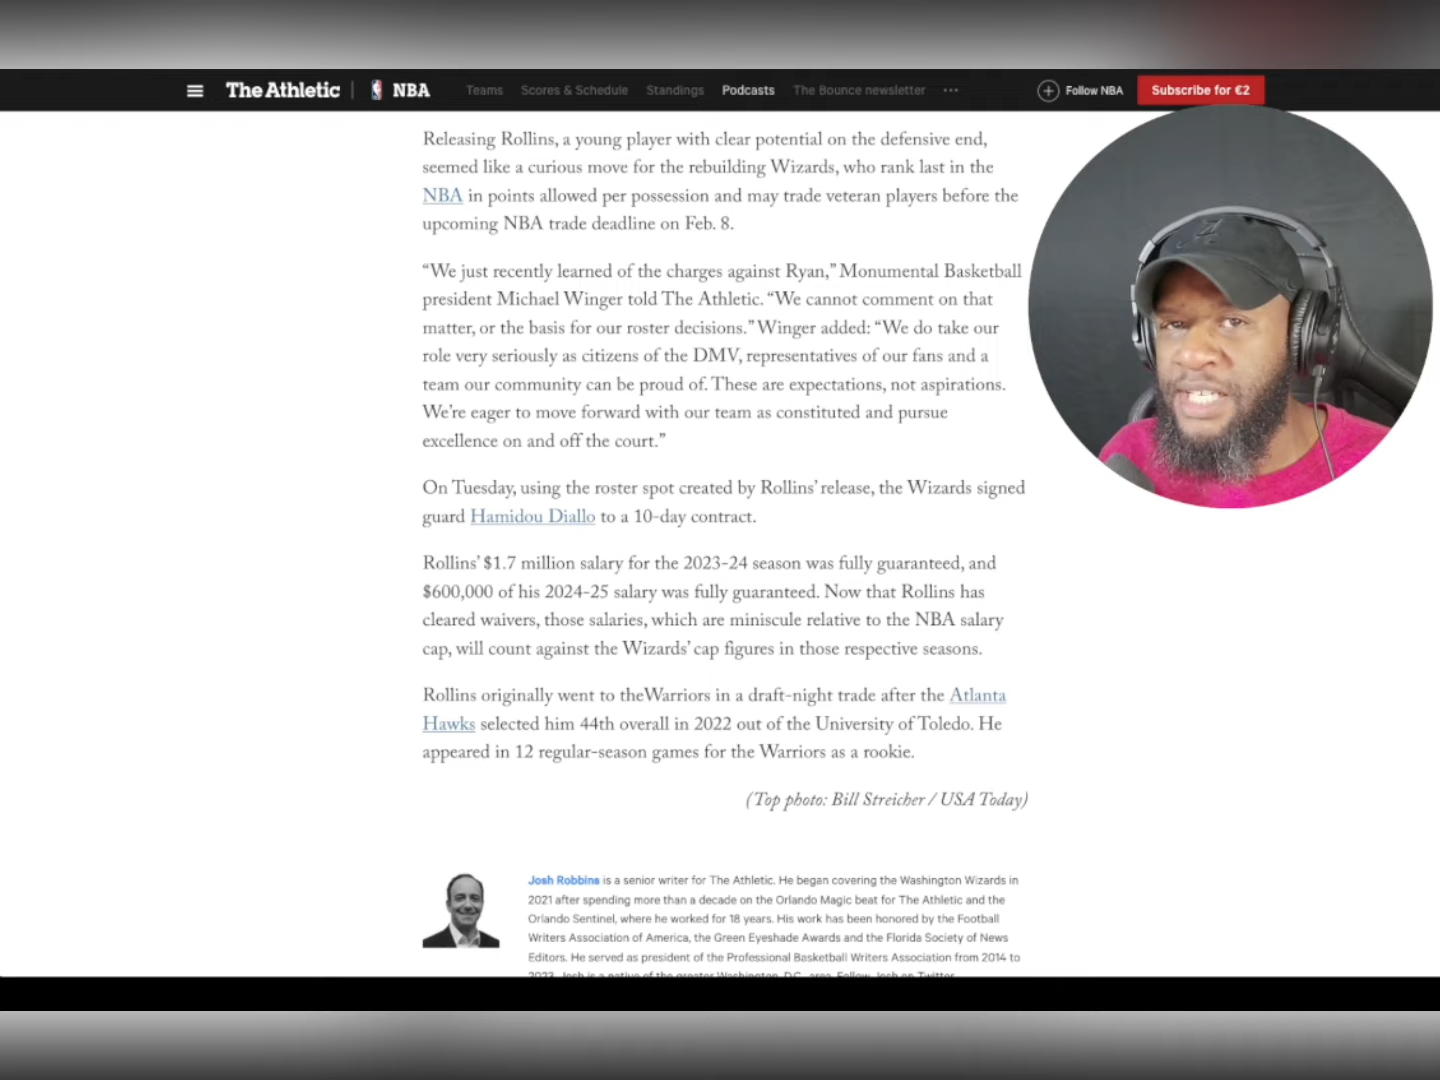 The Athletic | NBA Teams Scores & Schedule Standings Podcasts The Bounce newsletter ··· Follow NBA Subscribe for €2
Releasing Rollins, a young player with clear potential on the defensive end,
seemed like a curious move for the rebuilding Wizards, who rank last in the
NBA in points allowed per possession and may trade veteran players before the
upcoming NBA trade deadline on Feb. 8.
“We just recently learned of the charges against Ryan,” Monumental Basketball
president Michael Winger told The Athletic. “We cannot comment on that
matter, or the basis for our roster decisions.” Winger added: “We do take our
role very seriously as citizens of the DMV, representatives of our fans and a
team our community can be proud of. These are expectations, not aspirations.
We’re eager to move forward with our team as constituted and pursue
excellence on and off the court.”
On Tuesday, using the roster spot created by Rollins’ release, the Wizards signed
guard Hamidou Diallo to a 10-day contract.
Rollins’ $1.7 million salary for the 2023-24 season was fully guaranteed, and
$600,000 of his 2024-25 salary was fully guaranteed. Now that Rollins has
cleared waivers, those salaries, which are miniscule relative to the NBA salary
cap, will count against the Wizards’ cap figures in those respective seasons.
Rollins originally went to theWarriors in a draft-night trade after the Atlanta
Hawks selected him 44th overall in 2022 out of the University of Toledo. He
appeared in 12 regular-season games for the Warriors as a rookie.
(Top photo: Bill Streicher / USA Today)
Josh Robbins is a senior writer for The Athletic. He began covering the Washington Wizards in
2021 after spending more than a decade on the Orlando Magic beat for The Athletic and the
Orlando Sentinel, where he worked for 18 years. His work has been honored by the Football
Writers Association of America, the Green Eyeshade Awards and the Florida Society of News
Editors. He served as president of the Professional Basketball Writers Association from 2014 to
2023. Josh is a native of the greater Washington, D.C., area. Follow Josh on Twitter